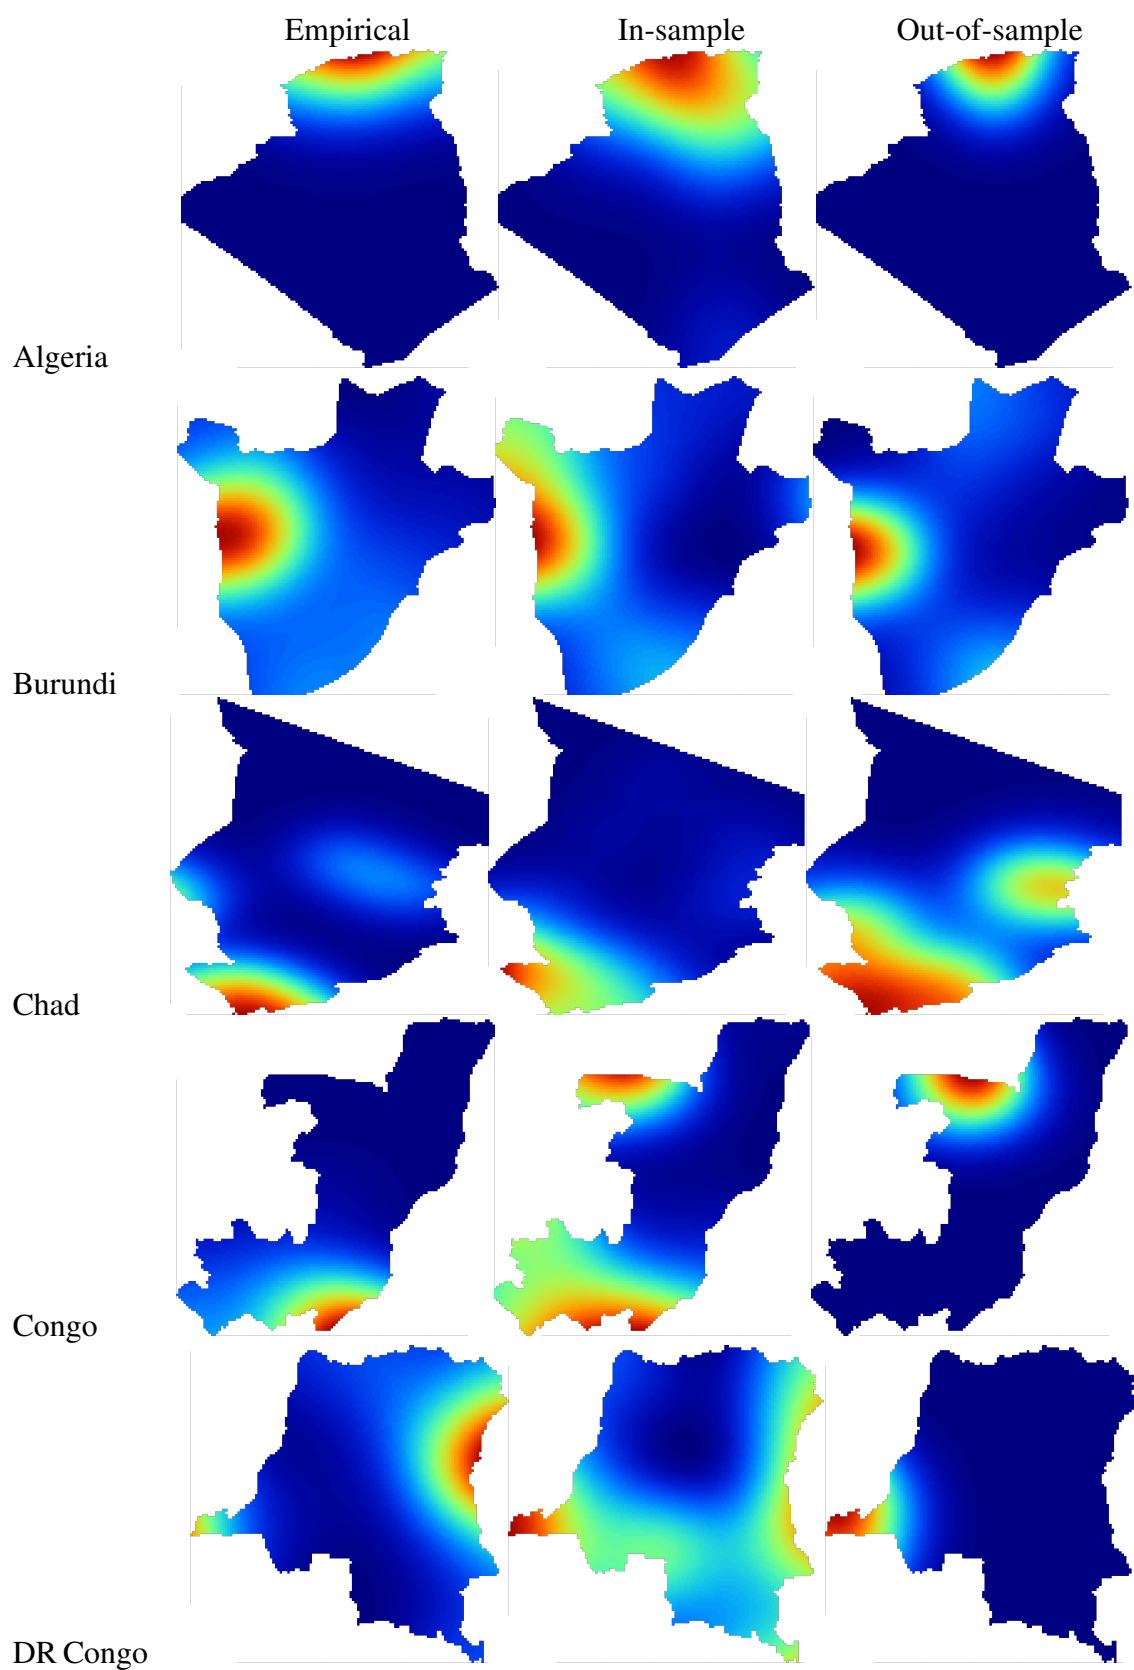 Empirical In-sample Out-of-sample
Algeria
Burundi
Chad
Congo
DR Congo